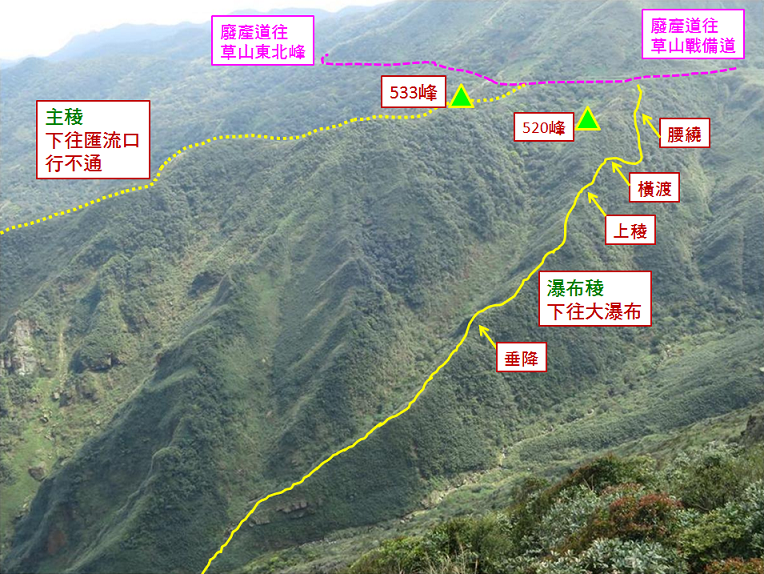 廢產道往
草山東北峰
廢產道往
草山戰備道
533峰
520峰
主稜
下往匯流口
行不通
腰繞
橫渡
上稜
瀑布稜
下往大瀑布
垂降